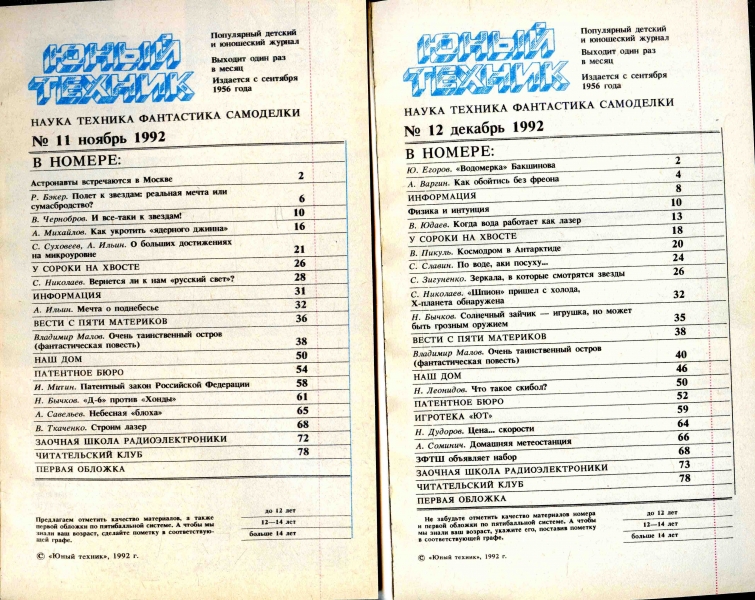 ЮНЫЙ
ТЕХНИК
Популярный детский
и юношеский журнал
Выходит один раз
в месяц
Издается с сентября
1956 года
НАУКА ТЕХНИКА ФАНТАСТИКА САМОДЕЛКИ
№ 11 ноябрь 1992
В НОМЕРЕ:
Астронавты встречаются в Москве 2
Р. Бэкер. Полет к звездам: реальная мечта или
сумасбродство? 6
В. Чернобров. И все-таки к звездам! 10
А. Михайлов. Как укротить «ядерного джинна» 16
С. Суховеев, А. Ильин. О больших достижениях
на микроуровне 21
У СОРОКИ НА ХВОСТЕ 26
С. Николаев. Вернется ли к нам «русский свет»? 28
ИНФОРМАЦИЯ 31
А. Ильин. Мечта о поднебесье 32
ВЕСТИ С ПЯТИ МАТЕРИКОВ 36
Владимир Малов. Очень таинственный остров
(фантастическая повесть) 38
НАШ ДОМ 50
ПАТЕНТНОЕ БЮРО 54
И. Митин. Патентный закон Российской Федерации 58
Н. Бычков. «Д-6» против «Хонды» 61
А. Савельев. Небесная «блоха» 65
В. Ткаченко. Строим лазер 68
ЗАОЧНАЯ ШКОЛА РАДИОЭЛЕКТРОНИКИ 72
ЧИТАТЕЛЬСКИЙ КЛУБ 78
ПЕРВАЯ ОБЛОЖКА
Предлагаем отметить качество материалов, а также
первой обложки по пятибалльной системе. А чтобы мы
знали ваш возраст, сделайте пометку в соответствую-
щей графе.
до 12 лет
12—14 лет
больше 14 лет
© «Юный техник», 1992 г.
ЮНЫЙ
ТЕХНИК
Популярный детский
и юношеский журнал
Выходит один раз
в месяц
Издается с сентября
1956 года
НАУКА ТЕХНИКА ФАНТАСТИКА САМОДЕЛКИ
№ 12 декабрь 1992
В НОМЕРЕ:
Ю. Егоров. «Водомерка» Бакшинова 2
А. Варгин. Как обойтись без фреона 4
ИНФОРМАЦИЯ 8
Физика и интуиция 10
В. Юдаев. Когда вода работает как лазер 13
У СОРОКИ НА ХВОСТЕ 18
В. Пикуль. Космодром в Антарктиде 20
С. Славин. По воде, аки посуху... 24
С. Зигуненко. Зеркала, в которые смотрятся звезды 26
С. Николаев. «Шпион» пришел с холода,
X-планета обнаружена 32
Н. Бычков. Солнечный зайчик — игрушка, но может
быть грозным оружием 35
ВЕСТИ С ПЯТИ МАТЕРИКОВ 38
Владимир Малов. Очень таинственный остров
(фантастическая повесть) 40
НАШ ДОМ 46
Н. Леонидов. Что такое скибол? 50
ПАТЕНТНОЕ БЮРО 52
ИГРОТЕКА «ЮТ» 59
Н. Дудоров. Цена... скорости 64
А. Соминич. Домашняя метеостанция 66
ЗФТШ объявляет набор 68
ЗАОЧНАЯ ШКОЛА РАДИОЭЛЕКТРОНИКИ 73
ЧИТАТЕЛЬСКИЙ КЛУБ 78
ПЕРВАЯ ОБЛОЖКА
Не забудьте отметить качество материалов номера
и первой обложки по пятибалльной системе. А чтобы
мы знали ваш возраст, укажите его, поставив пометку
в соответствующей графе.
до 12 лет
12—14 лет
больше 14 лет
© «Юный техник», 1992 г.